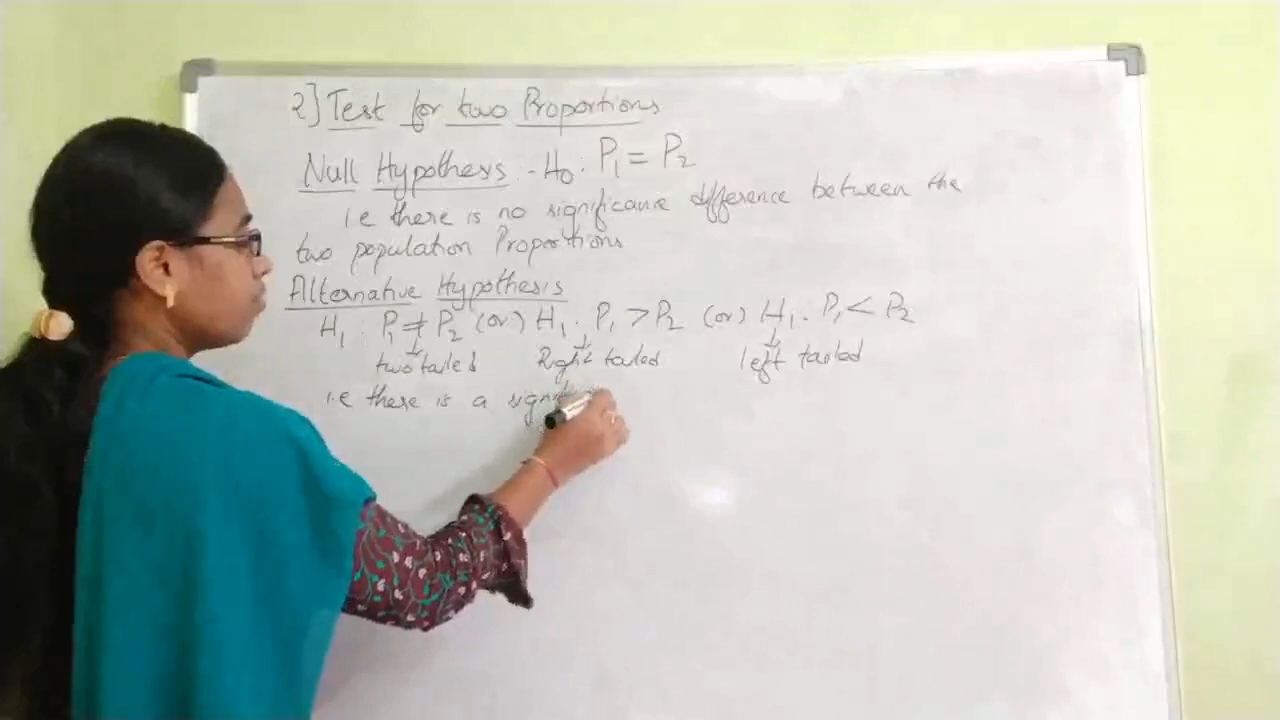 2] Test for two Proportions
Null Hypothesis - H0: P1 = P2
i.e there is no significance difference between the
two population Proportions
Alternative Hypothesis
H1: P1 ≠ P2 (or) H1: P1 > P2 (or) H1: P1 < P2
↓ two tailed ↓ Right tailed ↓ left tailed
i.e there is a